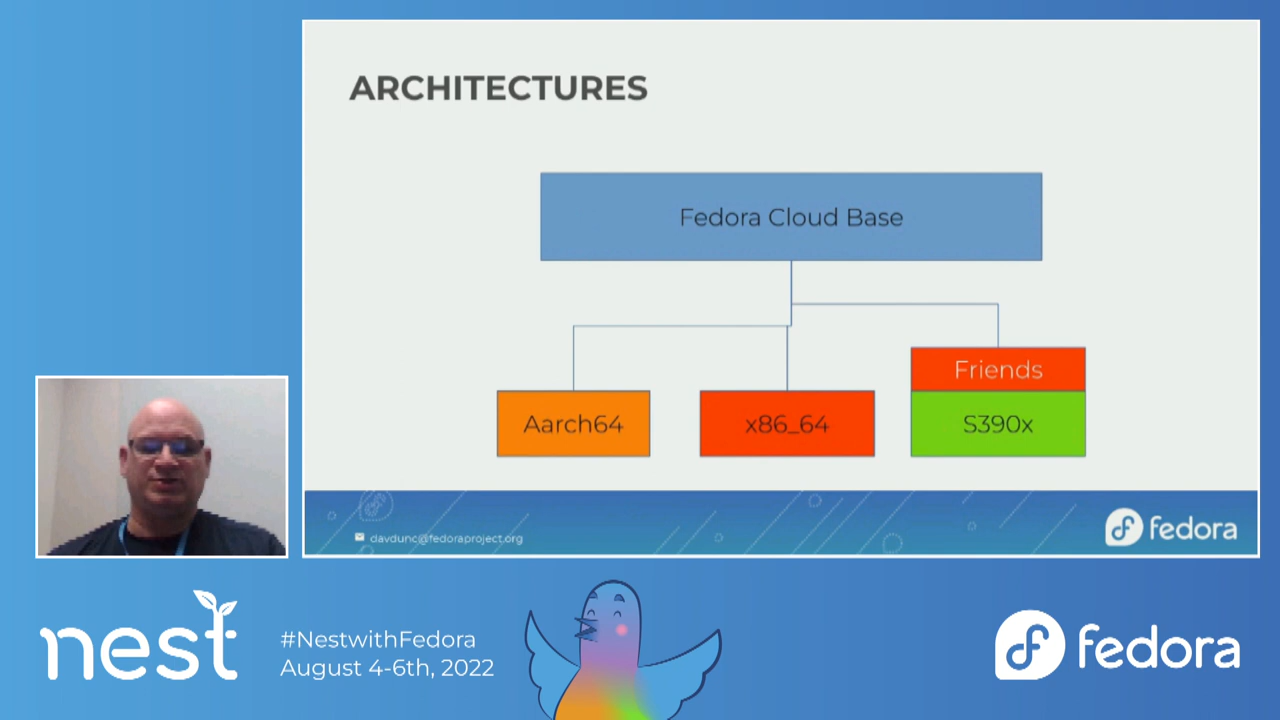 ARCHITECTURES
Fedora Cloud Base
Friends
Aarch64
x86_64
S390x
davdunc@fedoraproject.org
fedora
nest
#NestwithFedora
August 4-6th, 2022
fedora